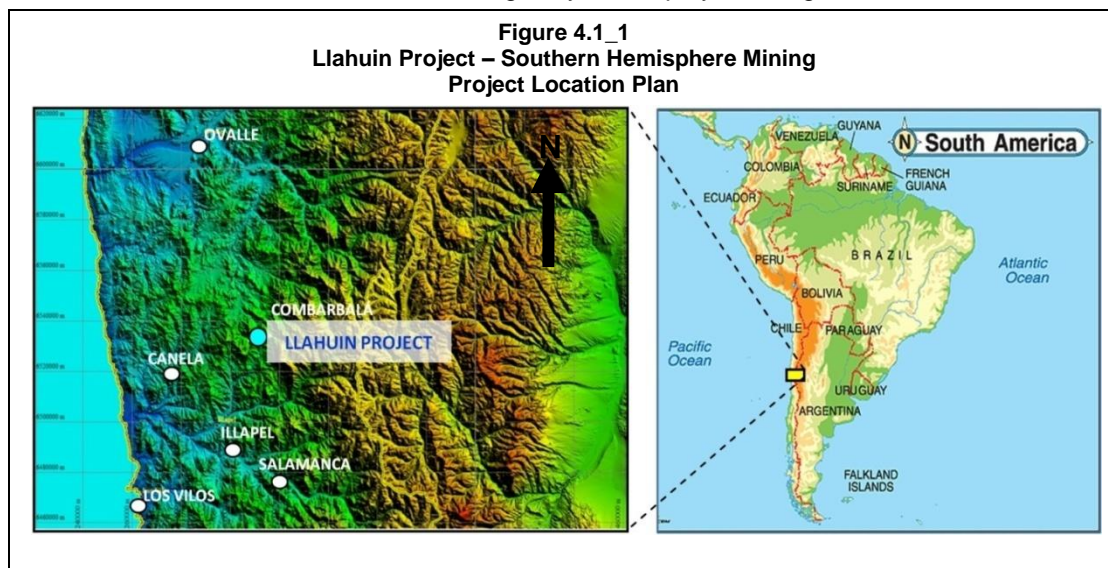 Figure 4.1_1
Llahuin Project – Southern Hemisphere Mining
Project Location Plan
OVALLE
N
COMBARBALA
LLAHUIN PROJECT
CANELA
ILLAPEL
SALAMANCA
LOS VILOS
N South America
VENEZUELA
GUYANA
COLOMBIA
FRENCH
GUIANA
SURINAME
ECUADOR
PERU
BRAZIL
Atlantic
Ocean
BOLIVIA
CHILE
PARAGUAY
Pacific
Ocean
URUGUAY
ARGENTINA
FALKLAND
ISLANDS